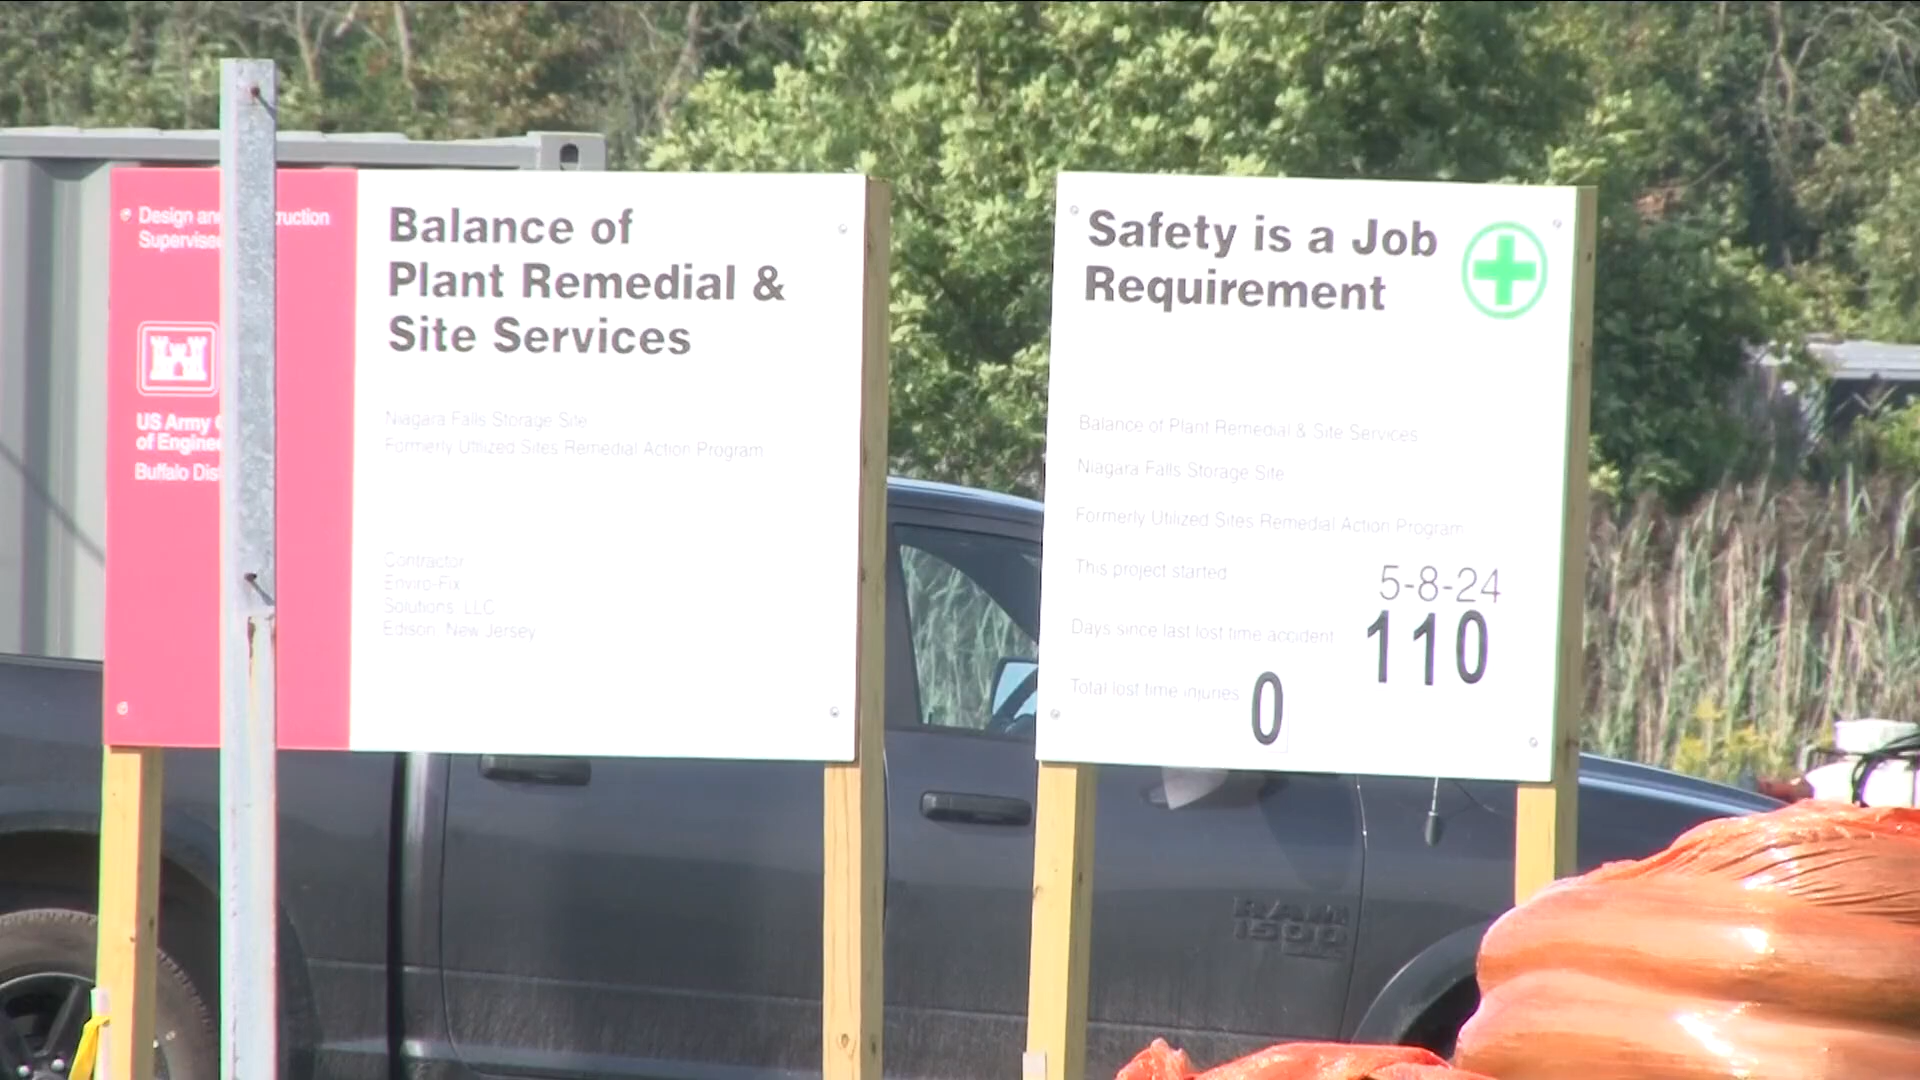 Design an ruction
Supervise
US Army
of Enginee
Buffalo Dis
Balance of
Plant Remedial &
Site Services
Niagara Falls Storage Site
Formerly Utilized Sites Remedial Action Program
Contractor
Enviro-Fix
Solutions, LLC
Edison, New Jersey
Safety is a Job
Requirement
Balance of Plant Remedial & Site Services
Niagara Falls Storage Site
Formerly Utilized Sites Remedial Action Program
This project started 5-8-24
Days since last lost time accident 110
Total lost time injuries 0
RAM
1500